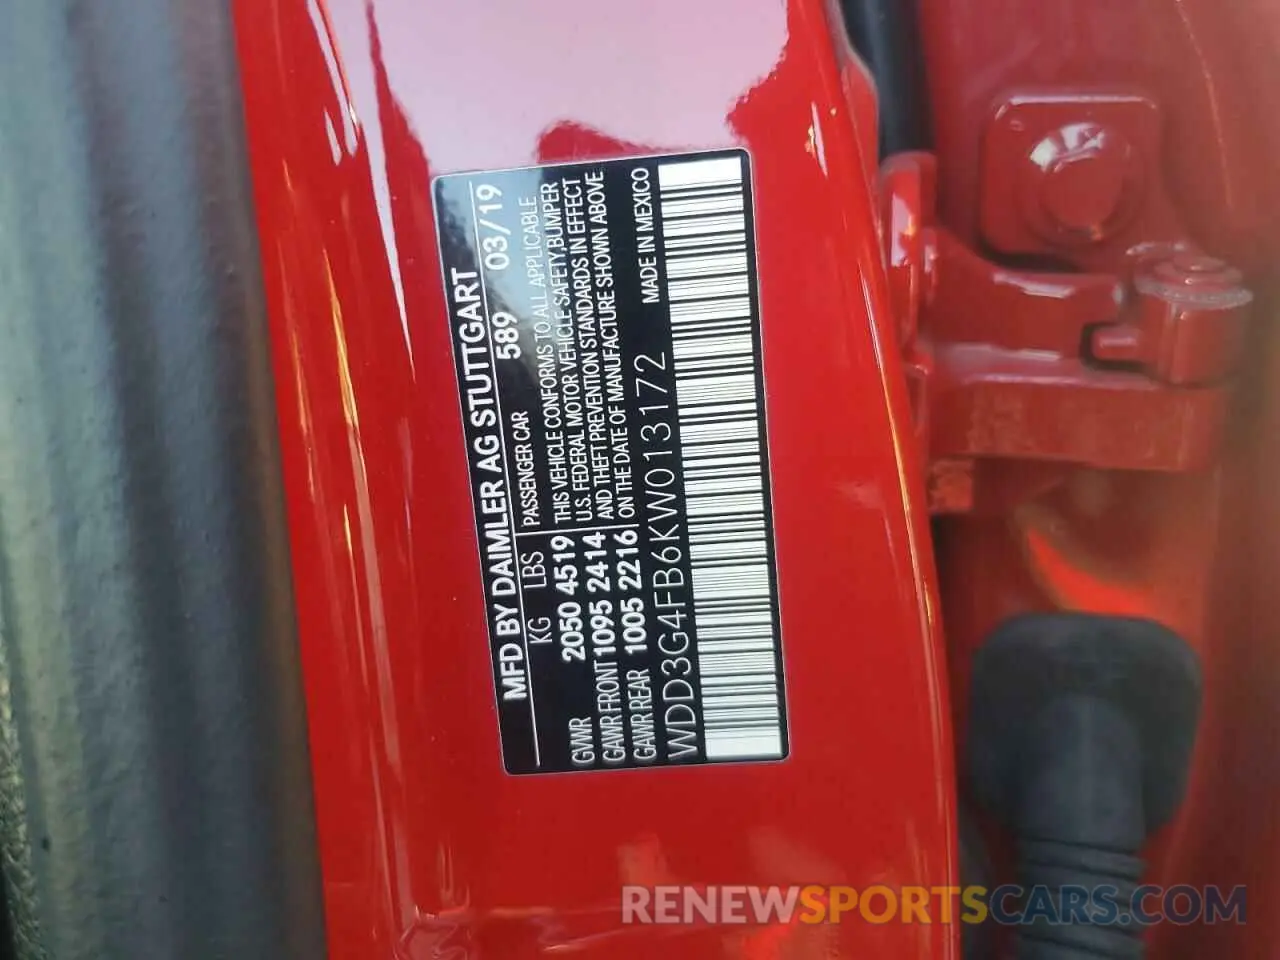 MFD BY DAIMLER AG STUTTGART
KG LBS PASSENGER CAR 589 03/19
GVWR 2050 4519 THIS VEHICLE CONFORMS TO ALL APPLICABLE
GAWR FRONT 1095 2414 U.S. FEDERAL MOTOR VEHICLE SAFETY, BUMPER
GAWR REAR 1005 2216 AND THEFT PREVENTION STANDARDS IN EFFECT
ON THE DATE OF MANUFACTURE SHOWN ABOVE
WDD3G4FB6KW013172 MADE IN MEXICO
RENEWSPORTSCARS.COM